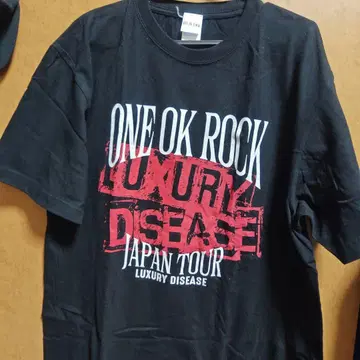 ONE OK ROCK
LUXURY
DISEASE
JAPAN TOUR
LUXURY DISEASE